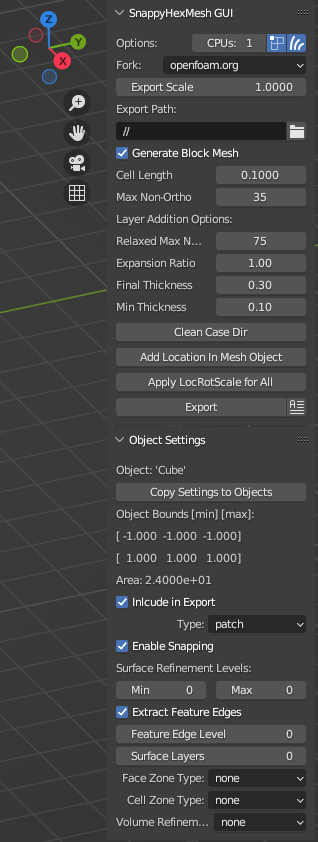 Z
Y
X
SnappyHexMesh GUI
Options: CPUs: 1
Fork: openfoam.org
Export Scale 1.0000
Export Path:
//
Generate Block Mesh
Cell Length 0.1000
Max Non-Ortho 35
Layer Addition Options:
Relaxed Max N... 75
Expansion Ratio 1.00
Final Thickness 0.30
Min Thickness 0.10
Clean Case Dir
Add Location In Mesh Object
Apply LocRotScale for All
Export
Object Settings
Object: 'Cube'
Copy Settings to Objects
Object Bounds [min] [max]:
[ -1.000 -1.000 -1.000]
[ 1.000 1.000 1.000]
Area: 2.4000e+01
Inlcude in Export
Type: patch
Enable Snapping
Surface Refinement Levels:
Min 0 Max 0
Extract Feature Edges
Feature Edge Level 0
Surface Layers 0
Face Zone Type: none
Cell Zone Type: none
Volume Refinem... none